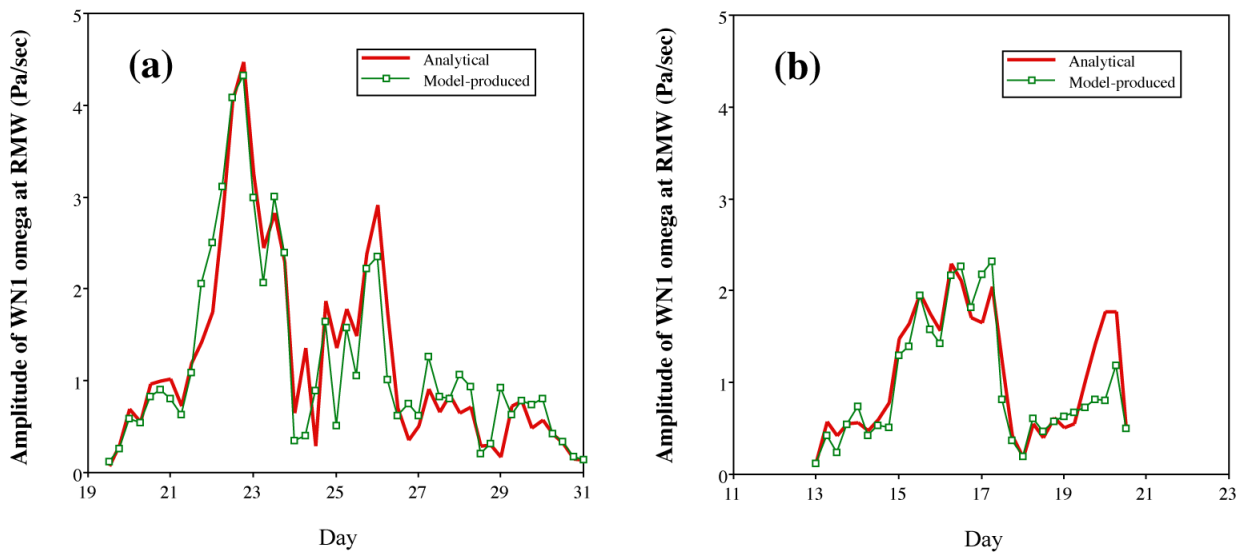 Amplitude of WN1 omega at RMW (Pa/sec)
5
4
3
2
1
0
(a)
Analytical
Model-produced
19 21 23 25 27 29 31
Day
Amplitude of WN1 omega at RMW (Pa/sec)
5
4
3
2
1
0
(b)
Analytical
Model-produced
11 13 15 17 19 21 23
Day